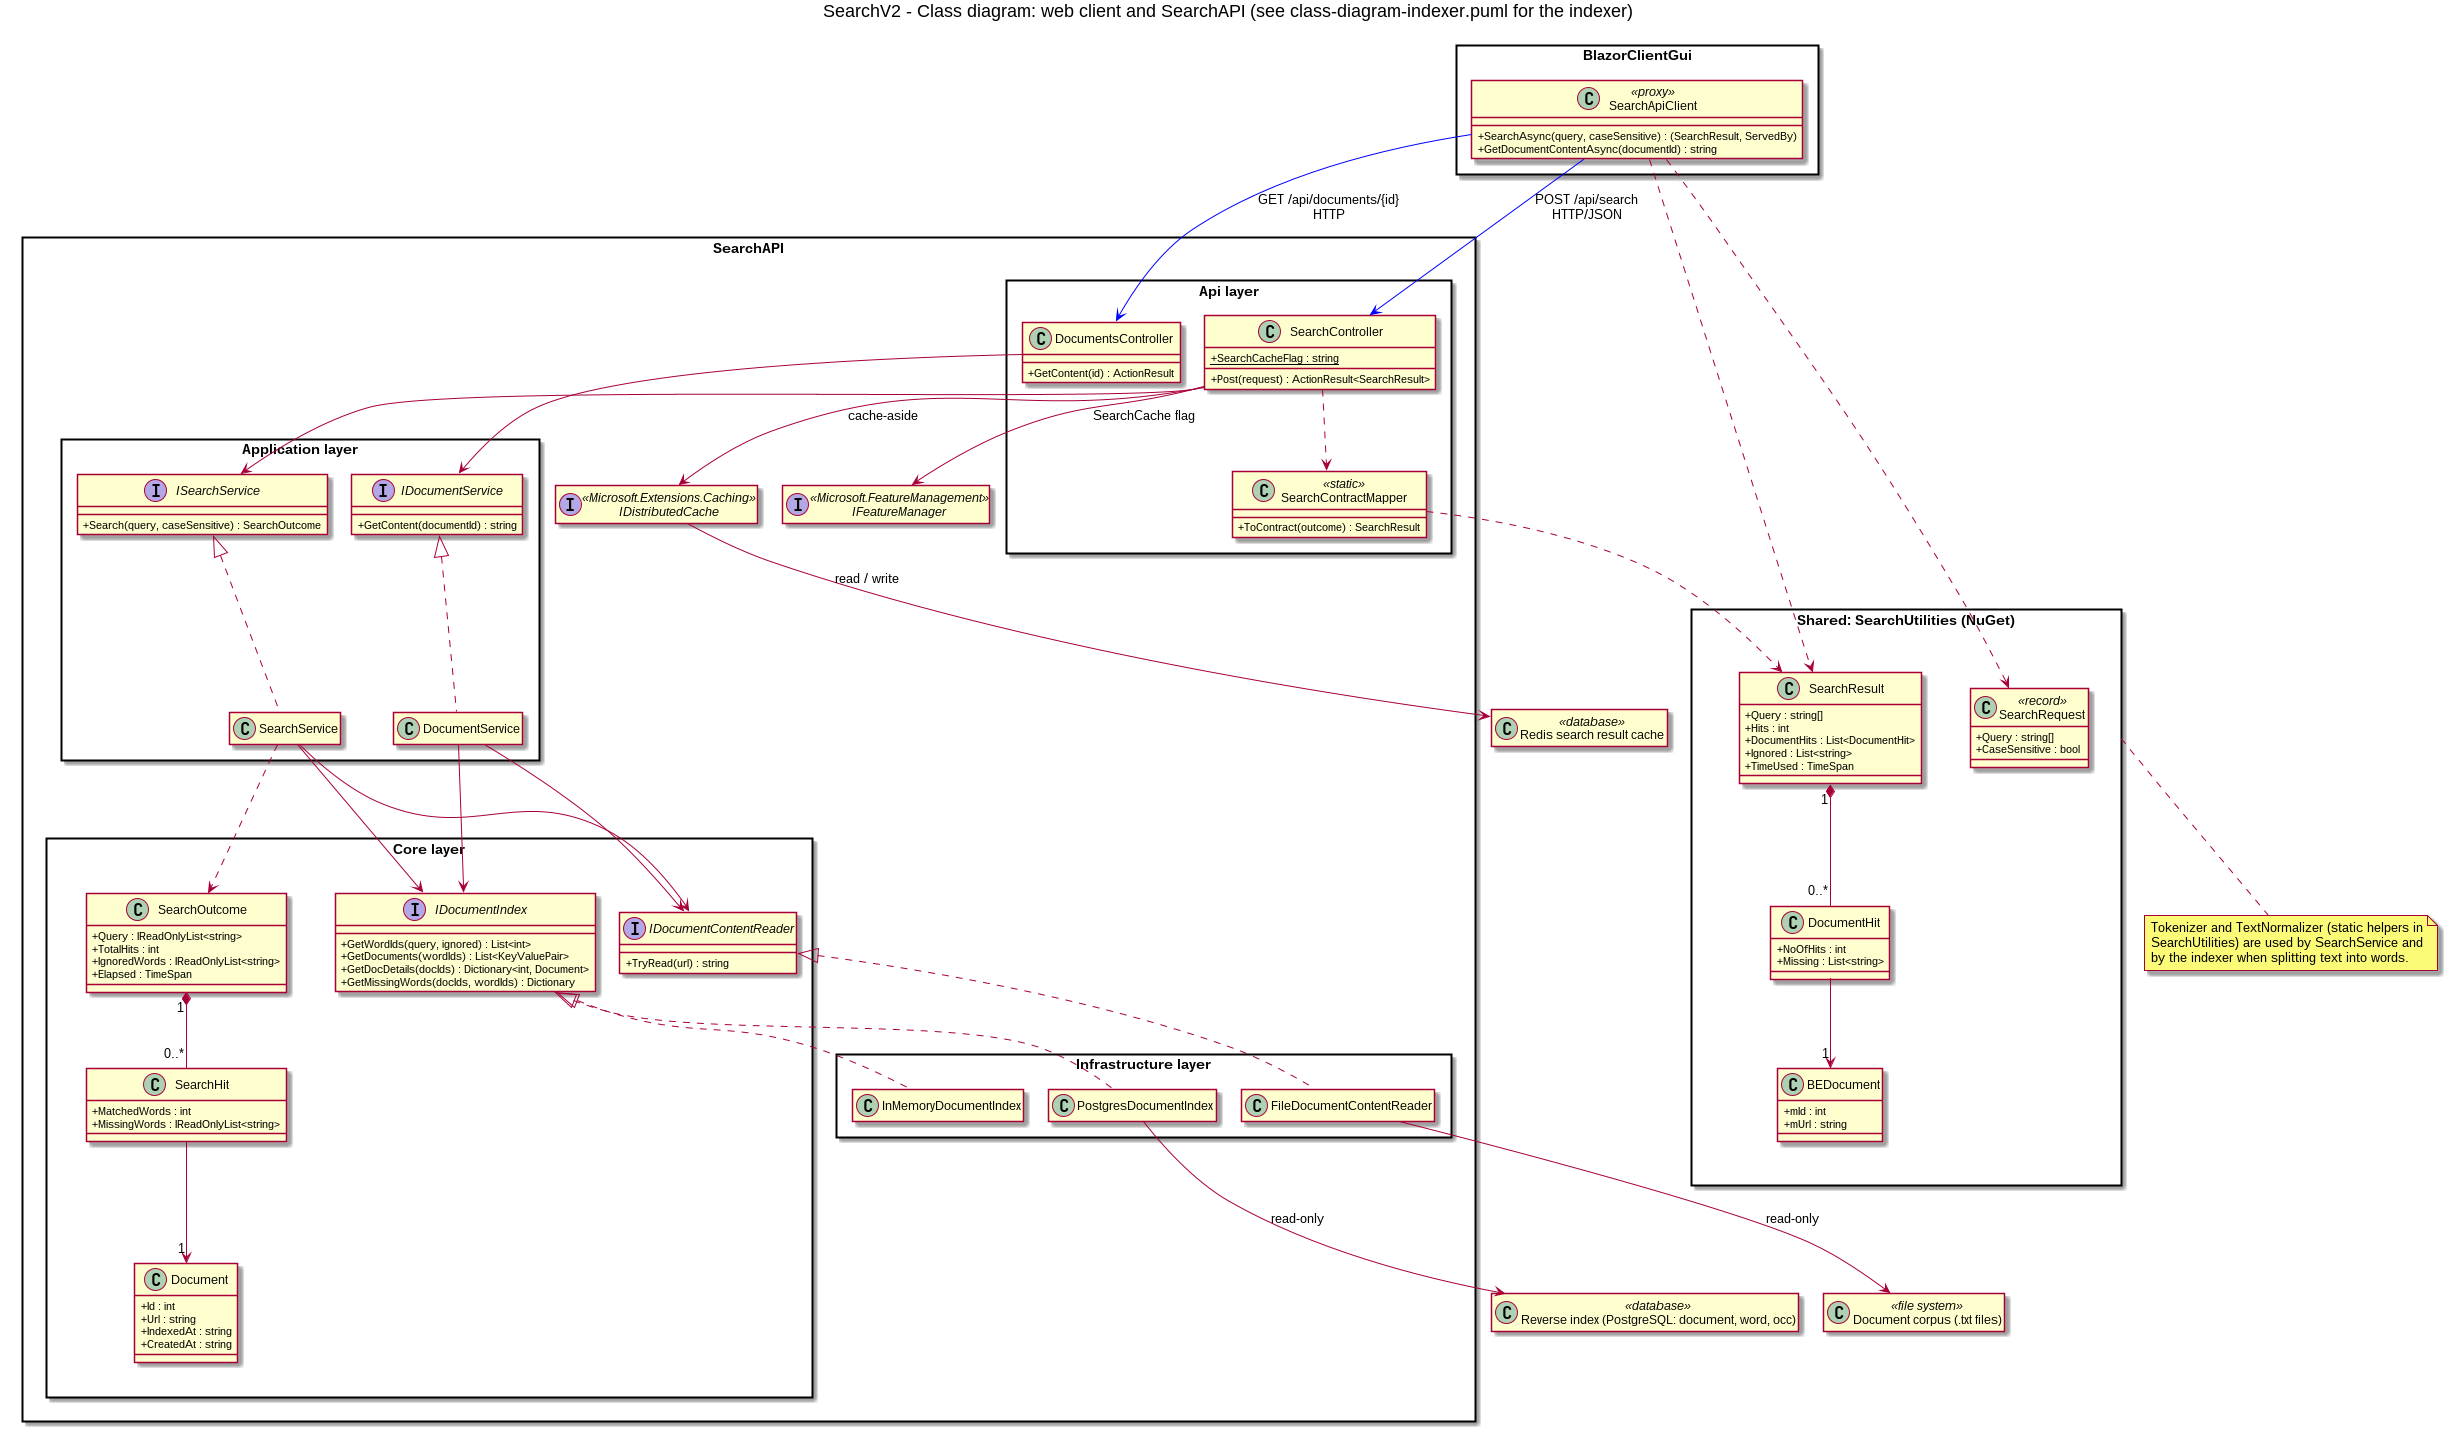 SearchV2 - Class diagram: web client and SearchAPI (see class-diagram-indexer.puml for the indexer)
BlazorClientGui
C
«proxy»
SearchApiClient
+SearchAsync(query, caseSensitive) : (SearchResult, ServedBy)
+GetDocumentContentAsync(documentId) : string
GET /api/documents/{id}
HTTP
POST /api/search
HTTP/JSON
SearchAPI
Api layer
C DocumentsController
+GetContent(id) : ActionResult
C SearchController
+SearchCacheFlag : string
+Post(request) : ActionResult<SearchResult>
cache-aside
SearchCache flag
Application layer
I ISearchService
+Search(query, caseSensitive) : SearchOutcome
I IDocumentService
+GetContent(documentId) : string
I
«Microsoft.Extensions.Caching»
IDistributedCache
I
«Microsoft.FeatureManagement»
IFeatureManager
C
«static»
SearchContractMapper
+ToContract(outcome) : SearchResult
read / write
Shared: SearchUtilities (NuGet)
C SearchResult
+Query : string[]
+Hits : int
+DocumentHits : List<DocumentHit>
+Ignored : List<string>
+TimeUsed : TimeSpan
C
«record»
SearchRequest
+Query : string[]
+CaseSensitive : bool
C SearchService
C DocumentService
C
«database»
Redis search result cache
1
0..*
Core layer
C SearchOutcome
+Query : IReadOnlyList<string>
+TotalHits : int
+IgnoredWords : IReadOnlyList<string>
+Elapsed : TimeSpan
I IDocumentIndex
+GetWordIds(query, ignored) : List<int>
+GetDocuments(wordIds) : List<KeyValuePair>
+GetDocDetails(docIds) : Dictionary<int, Document>
+GetMissingWords(docIds, wordIds) : Dictionary
I IDocumentContentReader
+TryRead(url) : string
C DocumentHit
+NoOfHits : int
+Missing : List<string>
Tokenizer and TextNormalizer (static helpers in
SearchUtilities) are used by SearchService and
by the indexer when splitting text into words.
1
0..*
1
Infrastructure layer
C SearchHit
+MatchedWords : int
+MissingWords : IReadOnlyList<string>
C InMemoryDocumentIndex
C PostgresDocumentIndex
C FileDocumentContentReader
C BEDocument
+mId : int
+mUrl : string
read-only
read-only
1
C Document
+Id : int
+Url : string
+IndexedAt : string
+CreatedAt : string
C
«database»
Reverse index (PostgreSQL: document, word, occ)
C
«file system»
Document corpus (.txt files)